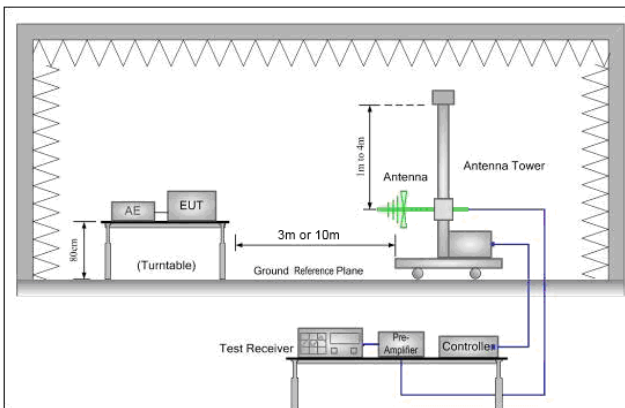 1m to 4m
Antenna
Antenna Tower
AE
EUT
80cm
(Turntable)
3m or 10m
Ground Reference Plane
Test Receiver
Pre-
Amplifier
Controller